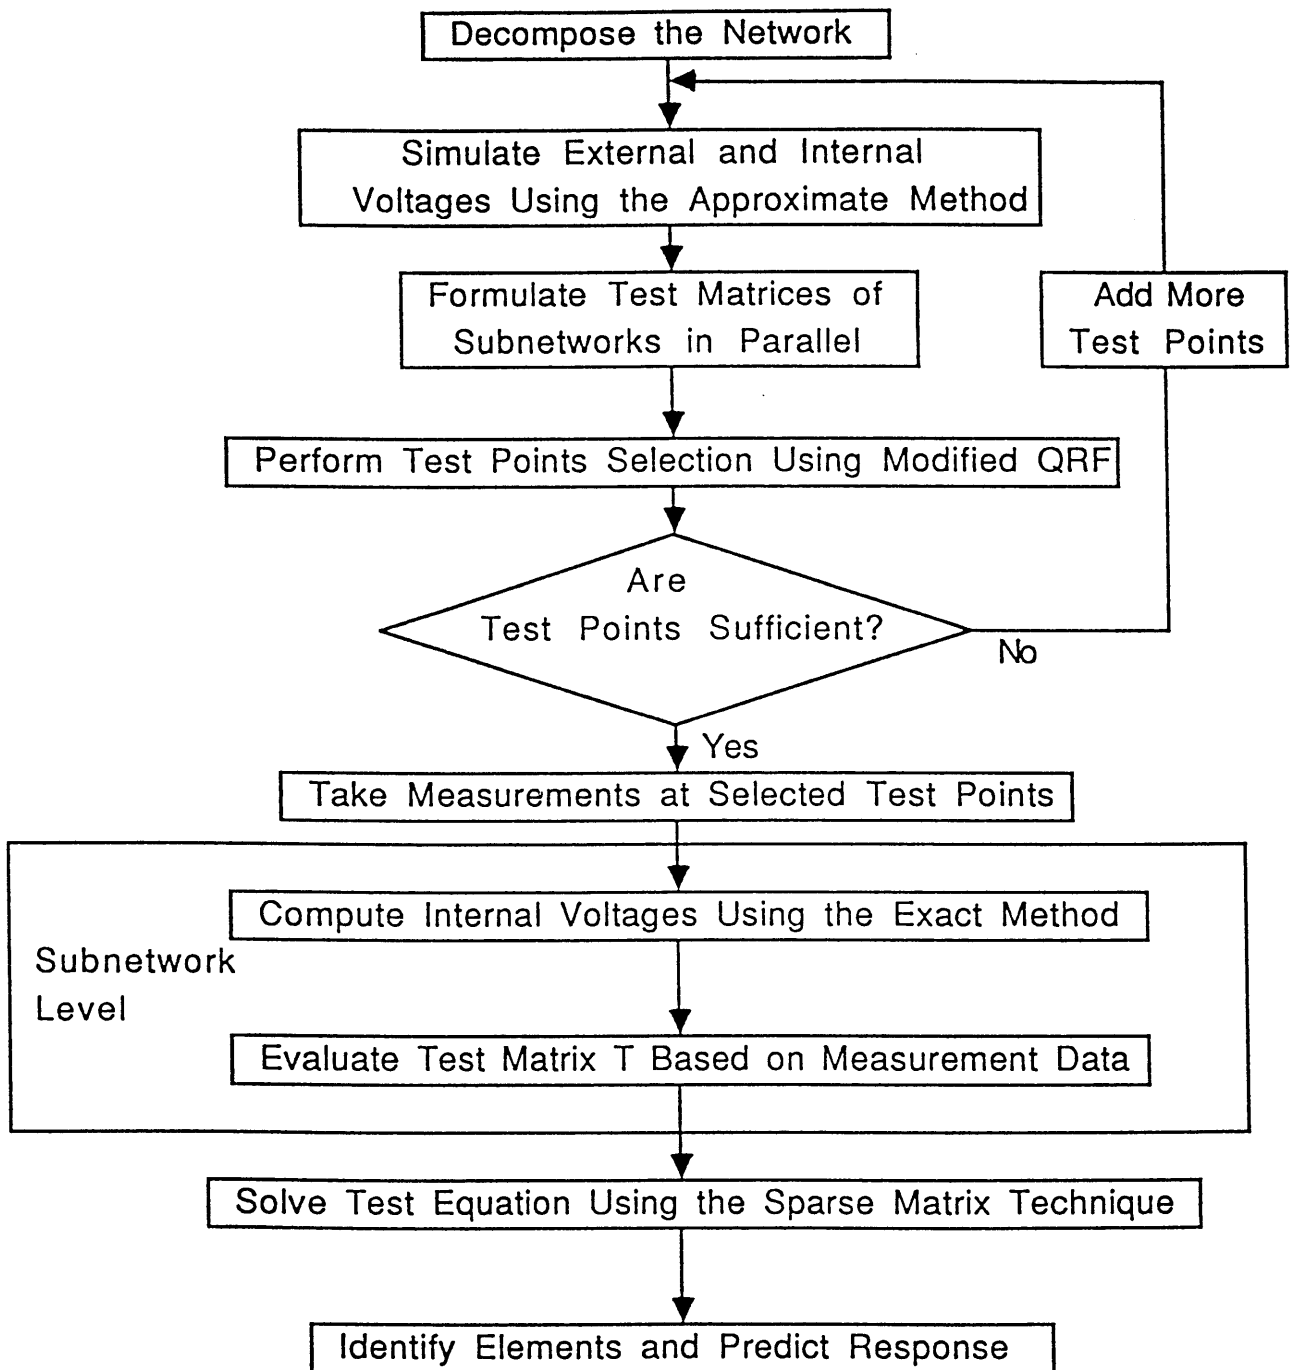 Decompose the Network
Simulate External and Internal
Voltages Using the Approximate Method
Formulate Test Matrices of
Subnetworks in Parallel
Add More
Test Points
Perform Test Points Selection Using Modified QRF
Are
Test Points Sufficient?
No
Yes
Take Measurements at Selected Test Points
Compute Internal Voltages Using the Exact Method
Subnetwork
Level
Evaluate Test Matrix T Based on Measurement Data
Solve Test Equation Using the Sparse Matrix Technique
Identify Elements and Predict Response